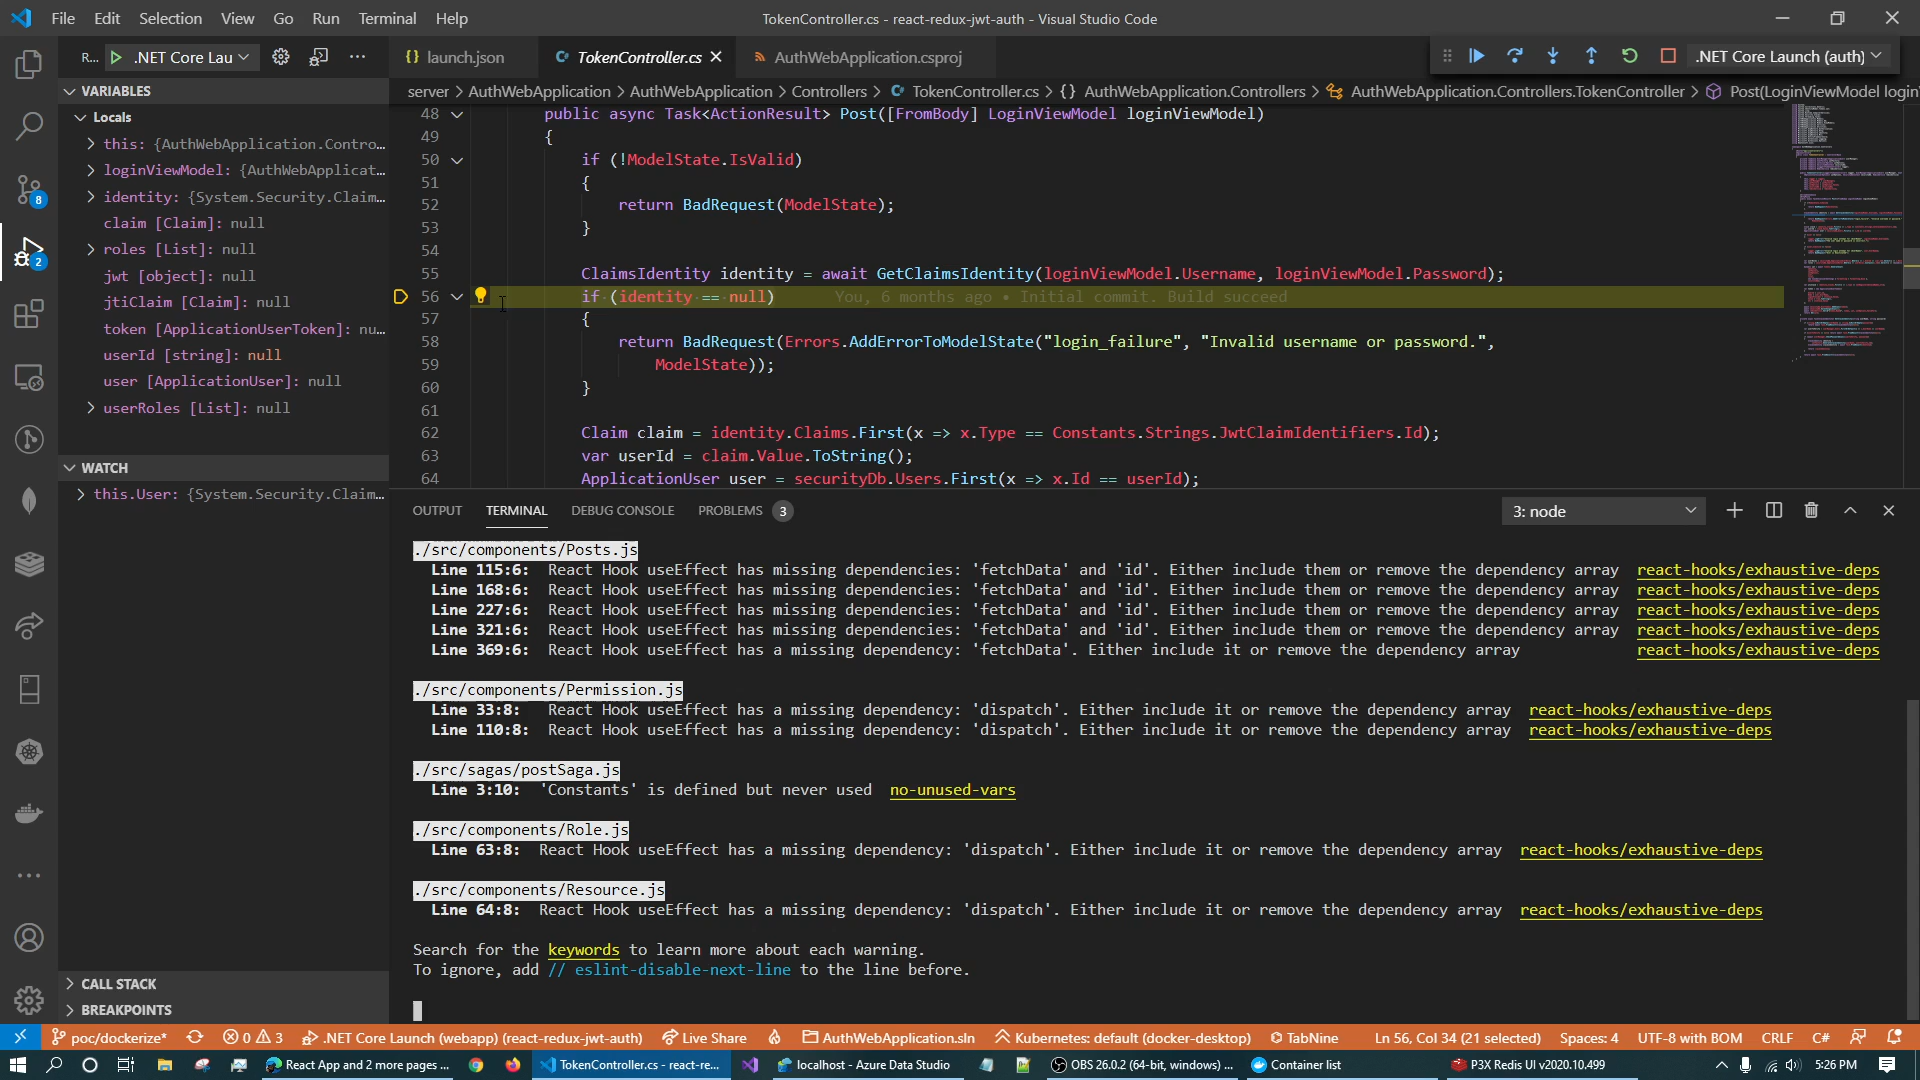 File Edit Selection View Go Run Terminal Help
TokenController.cs - react-redux-jwt-auth - Visual Studio Code
R... .NET Core Lau
launch.json
TokenController.cs
AuthWebApplication.csproj
.NET Core Launch (auth)
VARIABLES
server > AuthWebApplication > AuthWebApplication > Controllers > TokenController.cs > {} AuthWebApplication.Controllers > AuthWebApplication.Controllers.TokenController > Post(LoginViewModel login
Locals
this: {AuthWebApplication.Contro...
loginViewModel: {AuthWebApplicat...
identity: {System.Security.Claim...
claim [Claim]: null
roles [List]: null
jwt [object]: null
jtiClaim [Claim]: null
token [ApplicationUserToken]: nu...
userId [string]: null
user [ApplicationUser]: null
userRoles [List]: null
WATCH
this.User: {System.Security.Claim...
CALL STACK
BREAKPOINTS
8
2
48 public async Task<ActionResult> Post([FromBody] LoginViewModel loginViewModel)
49 {
50 if (!ModelState.IsValid)
51 {
52 return BadRequest(ModelState);
53 }
54
55 ClaimsIdentity identity = await GetClaimsIdentity(loginViewModel.Username, loginViewModel.Password);
56 if (identity == null) You, 6 months ago • Initial commit. Build succeed
57 {
58 return BadRequest(Errors.AddErrorToModelState("login_failure", "Invalid username or password.",
59 ModelState));
60 }
61
62 Claim claim = identity.Claims.First(x => x.Type == Constants.Strings.JwtClaimIdentifiers.Id);
63 var userId = claim.Value.ToString();
64 ApplicationUser user = securityDb.Users.First(x => x.Id == userId);
OUTPUT TERMINAL DEBUG CONSOLE PROBLEMS 3
3: node
./src/components/Posts.js
Line 115:6: React Hook useEffect has missing dependencies: 'fetchData' and 'id'. Either include them or remove the dependency array react-hooks/exhaustive-deps
Line 168:6: React Hook useEffect has missing dependencies: 'fetchData' and 'id'. Either include them or remove the dependency array react-hooks/exhaustive-deps
Line 227:6: React Hook useEffect has missing dependencies: 'fetchData' and 'id'. Either include them or remove the dependency array react-hooks/exhaustive-deps
Line 321:6: React Hook useEffect has missing dependencies: 'fetchData' and 'id'. Either include them or remove the dependency array react-hooks/exhaustive-deps
Line 369:6: React Hook useEffect has a missing dependency: 'fetchData'. Either include it or remove the dependency array react-hooks/exhaustive-deps
./src/components/Permission.js
Line 33:8: React Hook useEffect has a missing dependency: 'dispatch'. Either include it or remove the dependency array react-hooks/exhaustive-deps
Line 110:8: React Hook useEffect has a missing dependency: 'dispatch'. Either include it or remove the dependency array react-hooks/exhaustive-deps
./src/sagas/postSaga.js
Line 3:10: 'Constants' is defined but never used no-unused-vars
./src/components/Role.js
Line 63:8: React Hook useEffect has a missing dependency: 'dispatch'. Either include it or remove the dependency array react-hooks/exhaustive-deps
./src/components/Resource.js
Line 64:8: React Hook useEffect has a missing dependency: 'dispatch'. Either include it or remove the dependency array react-hooks/exhaustive-deps
Search for the keywords to learn more about each warning.
To ignore, add // eslint-disable-next-line to the line before.
poc/dockerize* 0 3 .NET Core Launch (webapp) (react-redux-jwt-auth) Live Share AuthWebApplication.sln Kubernetes: default (docker-desktop) TabNine Ln 56, Col 34 (21 selected) Spaces: 4 UTF-8 with BOM CRLF C#
React App and 2 more pages ... TokenController.cs - react-re... localhost - Azure Data Studio OBS 26.0.2 (64-bit, windows) ... Container list P3X Redis UI v2020.10.499 5:26 PM